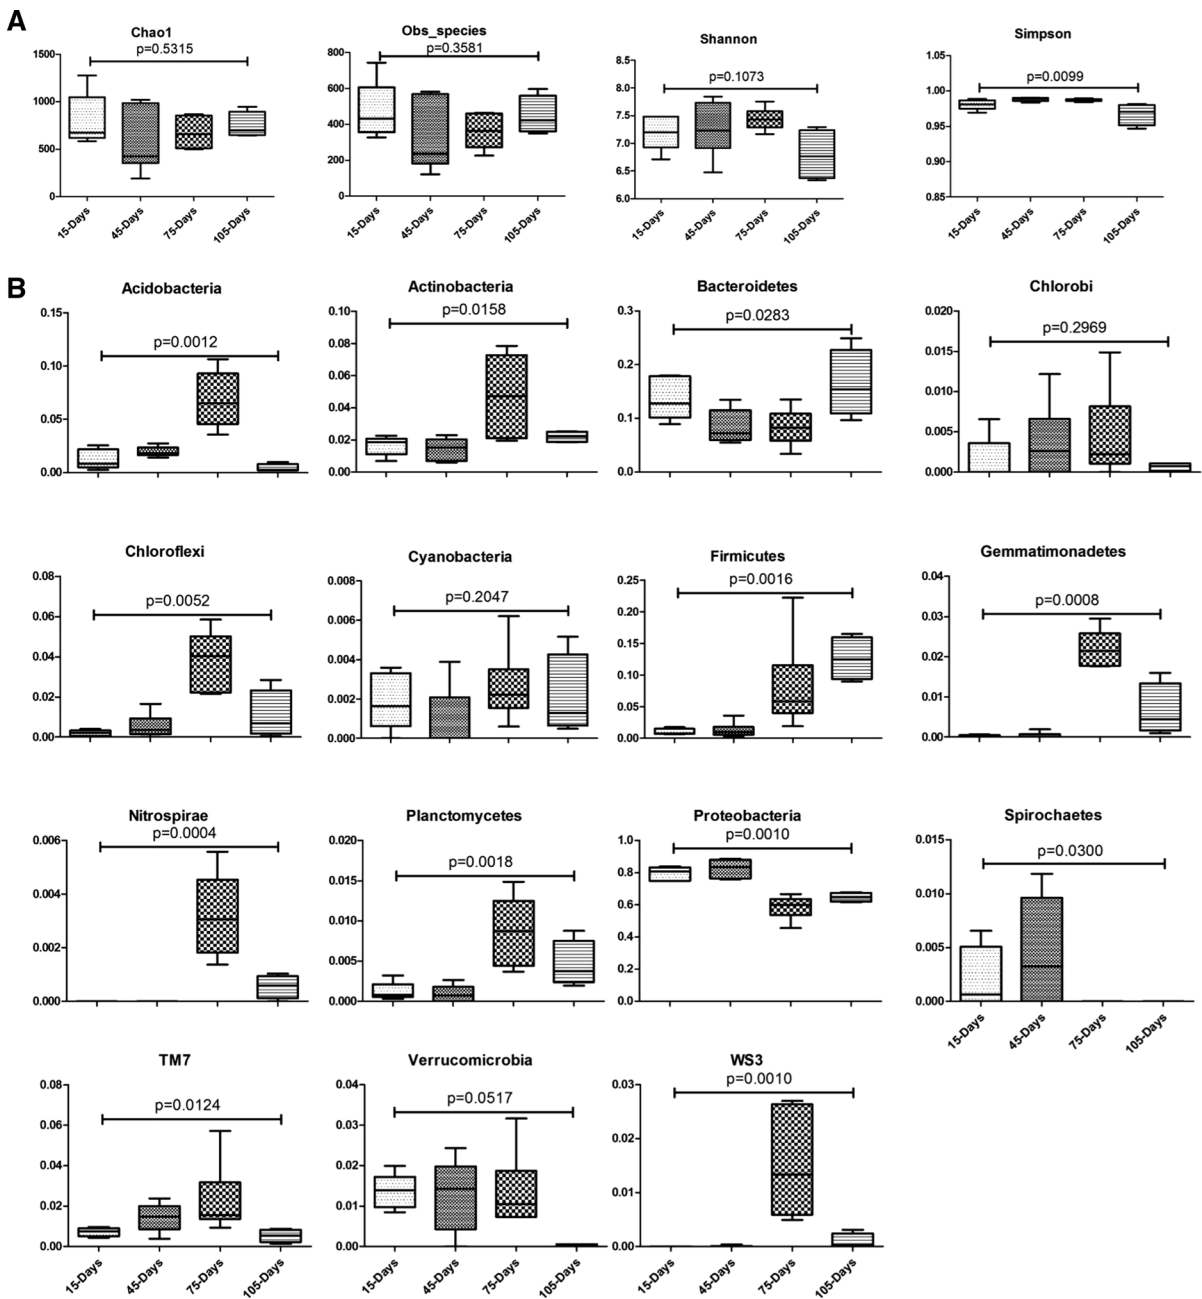 A
Chao1
p=0.5315
1500
1000
500
0
15-Days
45-Days
75-Days
105-Days
Obs_species
p=0.3581
800
600
400
200
0
15-Days
45-Days
75-Days
105-Days
Shannon
p=0.1073
8.5
8.0
7.5
7.0
6.5
6.0
15-Days
45-Days
75-Days
105-Days
Simpson
p=0.0099
1.05
1.00
0.95
0.90
0.85
15-Days
45-Days
75-Days
105-Days
B
Acidobacteria
p=0.0012
0.15
0.10
0.05
0.00
Actinobacteria
p=0.0158
0.10
0.08
0.06
0.04
0.02
0.00
Bacteroidetes
p=0.0283
0.3
0.2
0.1
0.0
Chlorobi
p=0.2969
0.020
0.015
0.010
0.005
0.000
Chloroflexi
p=0.0052
0.08
0.06
0.04
0.02
0.00
Cyanobacteria
p=0.2047
0.008
0.006
0.004
0.002
0.000
Firmicutes
p=0.0016
0.25
0.20
0.15
0.10
0.05
0.00
Gemmatimonadetes
p=0.0008
0.04
0.03
0.02
0.01
0.00
Nitrospirae
p=0.0004
0.006
0.004
0.002
0.000
Planctomycetes
p=0.0018
0.020
0.015
0.010
0.005
0.000
Proteobacteria
p=0.0010
1.0
0.8
0.6
0.4
0.2
0.0
Spirochaetes
p=0.0300
0.015
0.010
0.005
0.000
15-Days
45-Days
75-Days
105-Days
TM7
p=0.0124
0.08
0.06
0.04
0.02
0.00
15-Days
45-Days
75-Days
105-Days
Verrucomicrobia
p=0.0517
0.04
0.03
0.02
0.01
0.00
15-Days
45-Days
75-Days
105-Days
WS3
p=0.0010
0.03
0.02
0.01
0.00
15-Days
45-Days
75-Days
105-Days